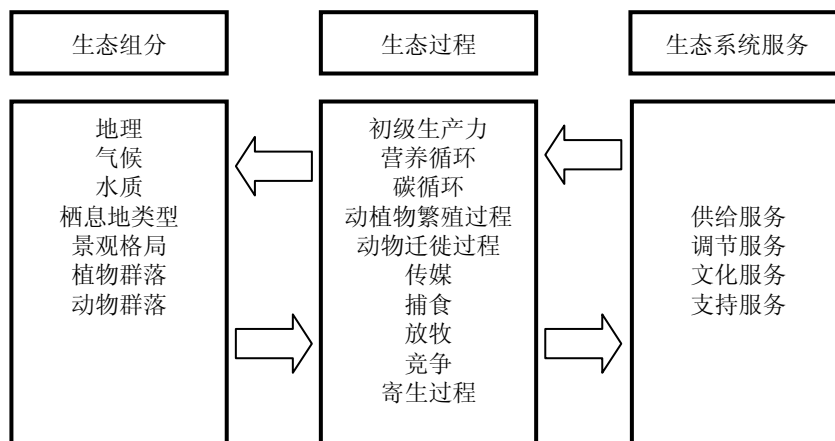 生态组分
生态过程
生态系统服务
地理
气候
水质
栖息地类型
景观格局
植物群落
动物群落
初级生产力
营养循环
碳循环
动植物繁殖过程
动物迁徙过程
传媒
捕食
放牧
竞争
寄生过程
供给服务
调节服务
文化服务
支持服务